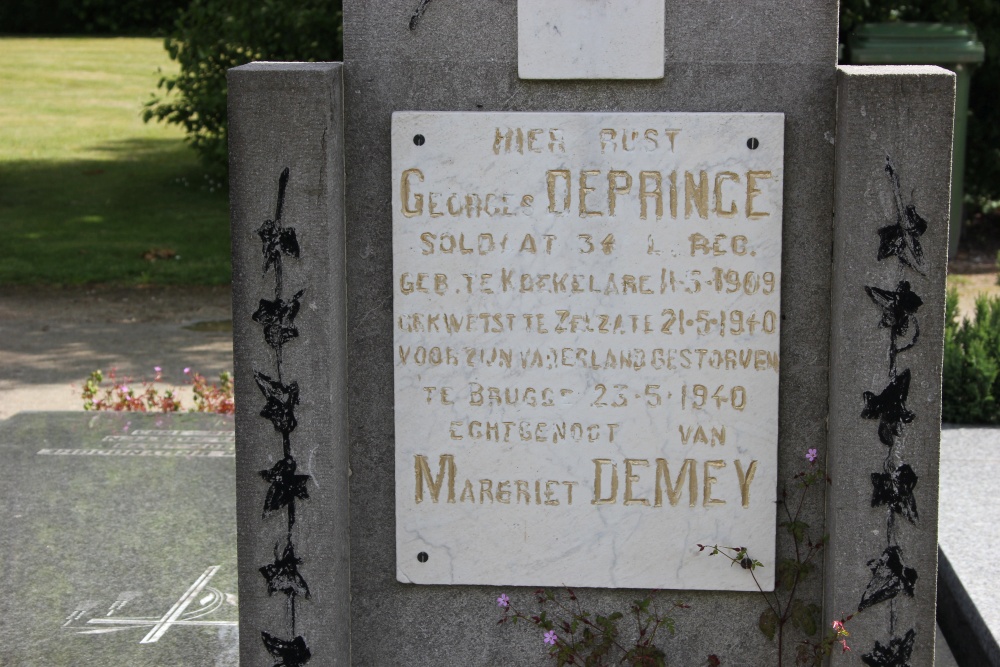 HIER RUST
GEORGES DEPRINCE
SOLDAAT 34 L. REG.
GEB. TE KOEKELARE 11-5-1909
GEKWETST TE ZELZATE 21-5-1940
VOOR ZIJN VADERLAND GESTORVEN
TE BRUGGE 23-5-1940
ECHTGENOOT VAN
MARGRIET DEMEY